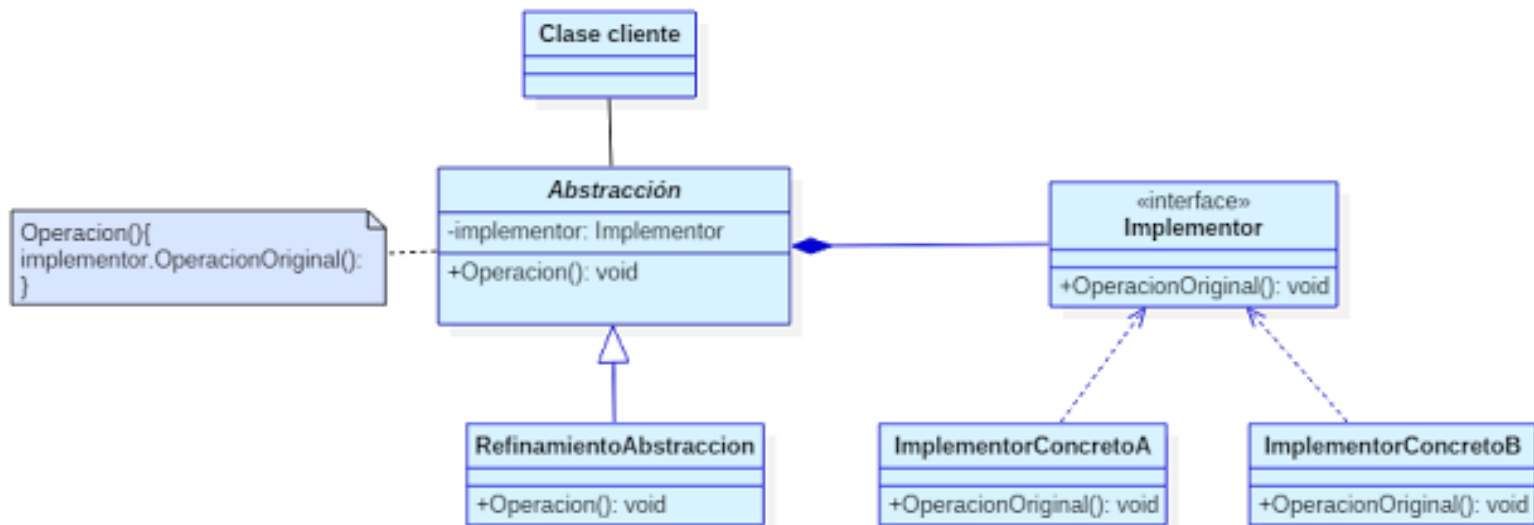 Clase cliente
Abstracción
-implementor: Implementor
+Operacion(): void
Operacion(){
implementor.OperacionOriginal():
}
«interface»
Implementor
+OperacionOriginal(): void
RefinamientoAbstraccion
+Operacion(): void
ImplementorConcretoA
+OperacionOriginal(): void
ImplementorConcretoB
+OperacionOriginal(): void